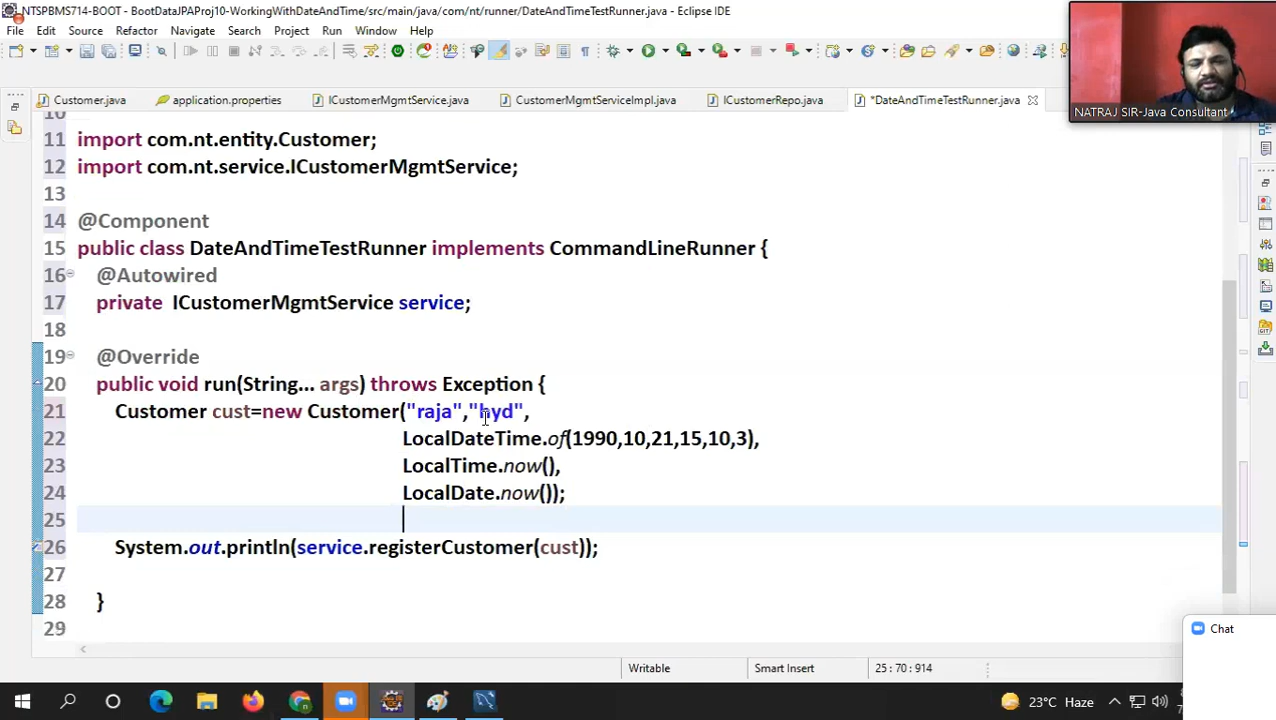 NTSPBMS714-BOOT - BootDataJPAProj10-WorkingWithDateAndTime/src/main/java/com/nt/runner/DateAndTimeTestRunner.java - Eclipse IDE
File Edit Source Refactor Navigate Search Project Run Window Help
Customer.java application.properties ICustomerMgmtService.java CustomerMgmtServiceImpl.java ICustomerRepo.java *DateAndTimeTestRunner.java
NATRAJ SIR-Java Consultant
10
11 import com.nt.entity.Customer;
12 import com.nt.service.ICustomerMgmtService;
13
14 @Component
15 public class DateAndTimeTestRunner implements CommandLineRunner {
16 @Autowired
17 private ICustomerMgmtService service;
18
19 @Override
20 public void run(String... args) throws Exception {
21 Customer cust=new Customer("raja","hyd",
22 LocalDateTime.of(1990,10,21,15,10,3),
23 LocalTime.now(),
24 LocalDate.now());
25
26 System.out.println(service.registerCustomer(cust));
27
28 }
29
Chat
Writable Smart Insert 25 : 70 : 914
23°C Haze